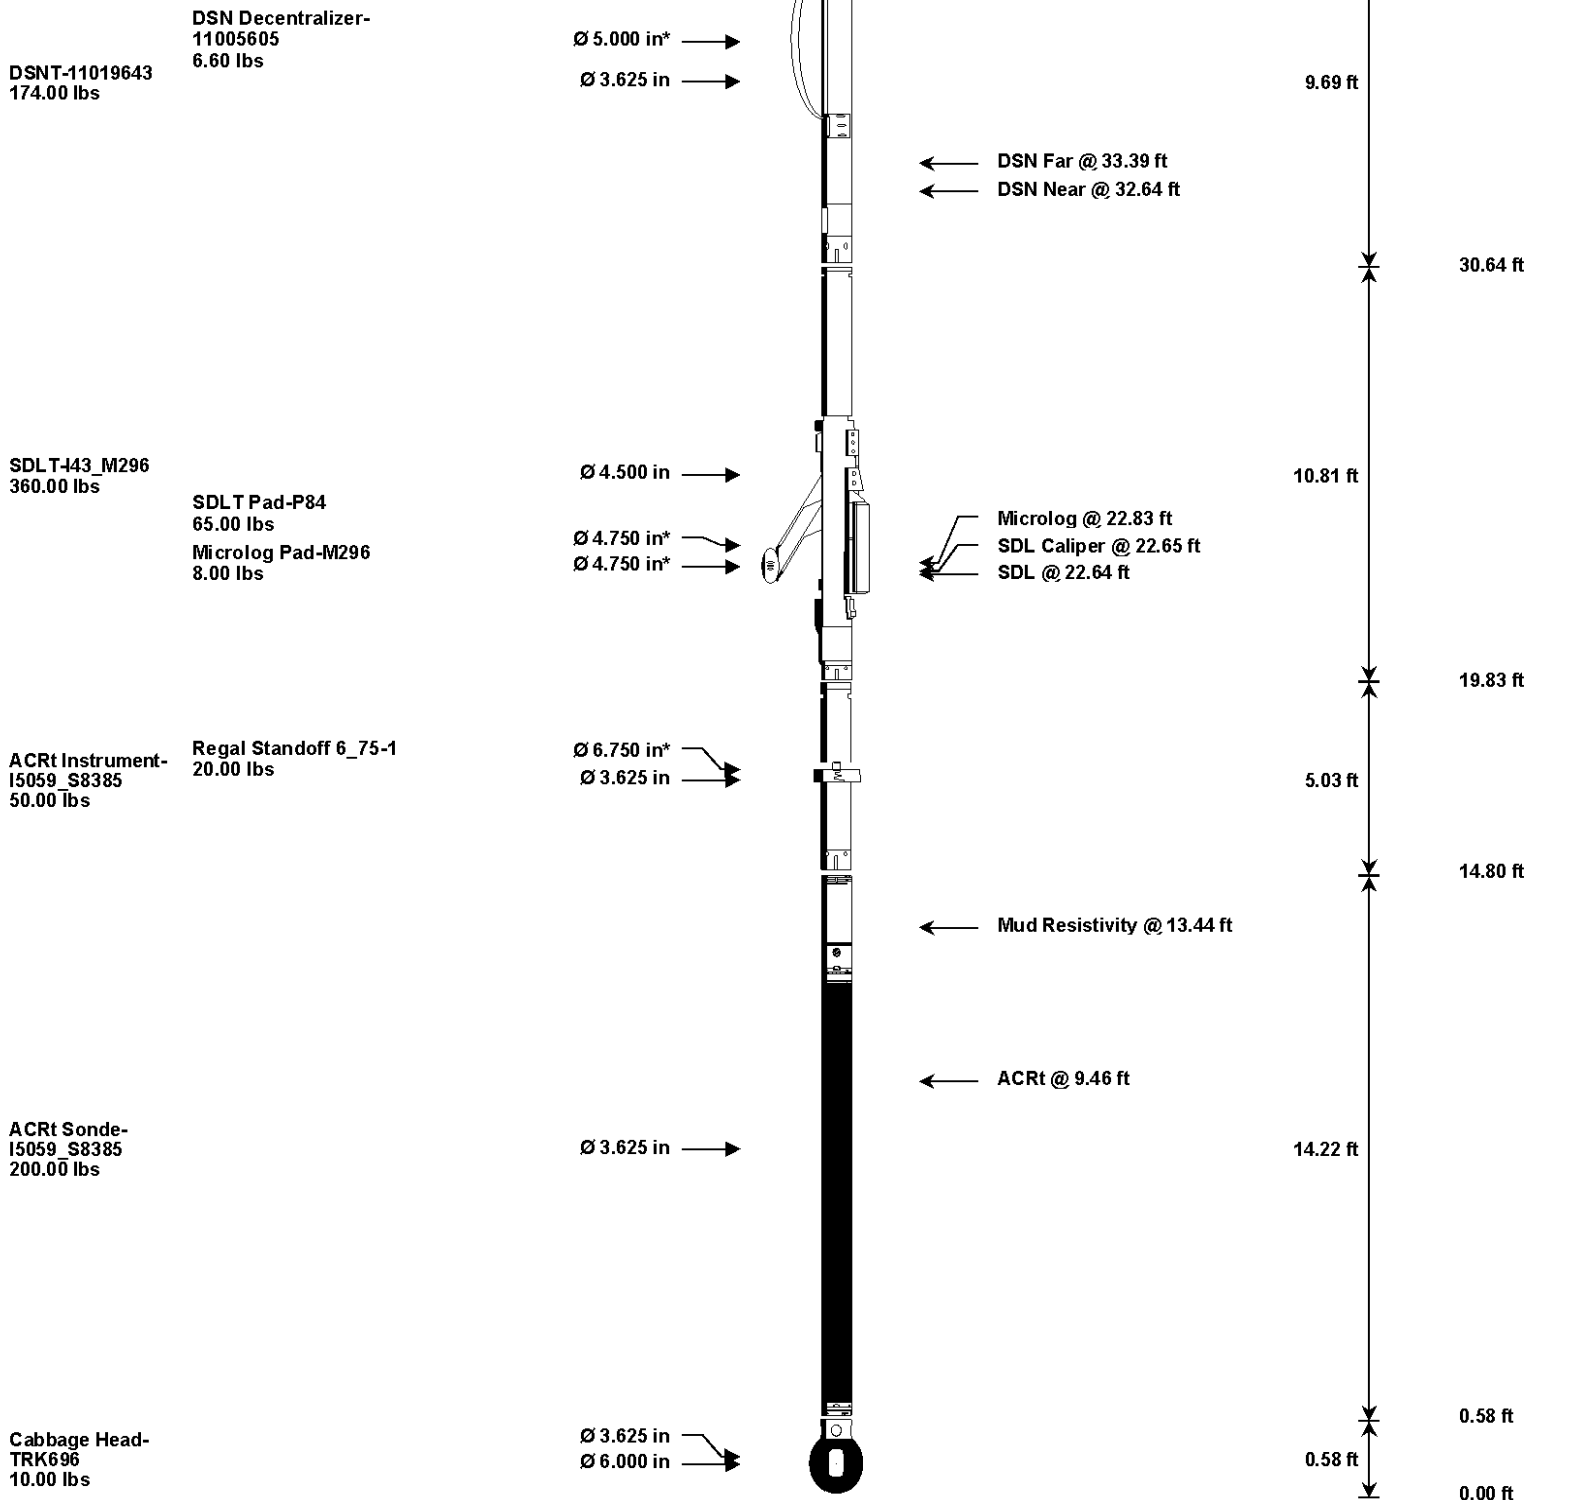 DSN Decentralizer-
11005605
6.60 lbs
Ø 5.000 in*
DSNT-11019643
174.00 lbs
Ø 3.625 in
9.69 ft
DSN Far @ 33.39 ft
DSN Near @ 32.64 ft
30.64 ft
SDLT-I43_M296
360.00 lbs
Ø 4.500 in
10.81 ft
SDLT Pad-P84
65.00 lbs
Microlog Pad-M296
8.00 lbs
Ø 4.750 in*
Ø 4.750 in*
Microlog @ 22.83 ft
SDL Caliper @ 22.65 ft
SDL @ 22.64 ft
19.83 ft
ACRt Instrument-
I5059_S8385
50.00 lbs
Regal Standoff 6_75-1
20.00 lbs
Ø 6.750 in*
Ø 3.625 in
5.03 ft
14.80 ft
Mud Resistivity @ 13.44 ft
ACRt @ 9.46 ft
ACRt Sonde-
I5059_S8385
200.00 lbs
Ø 3.625 in
14.22 ft
0.58 ft
Cabbage Head-
TRK696
10.00 lbs
Ø 3.625 in
Ø 6.000 in
0.58 ft
0.00 ft